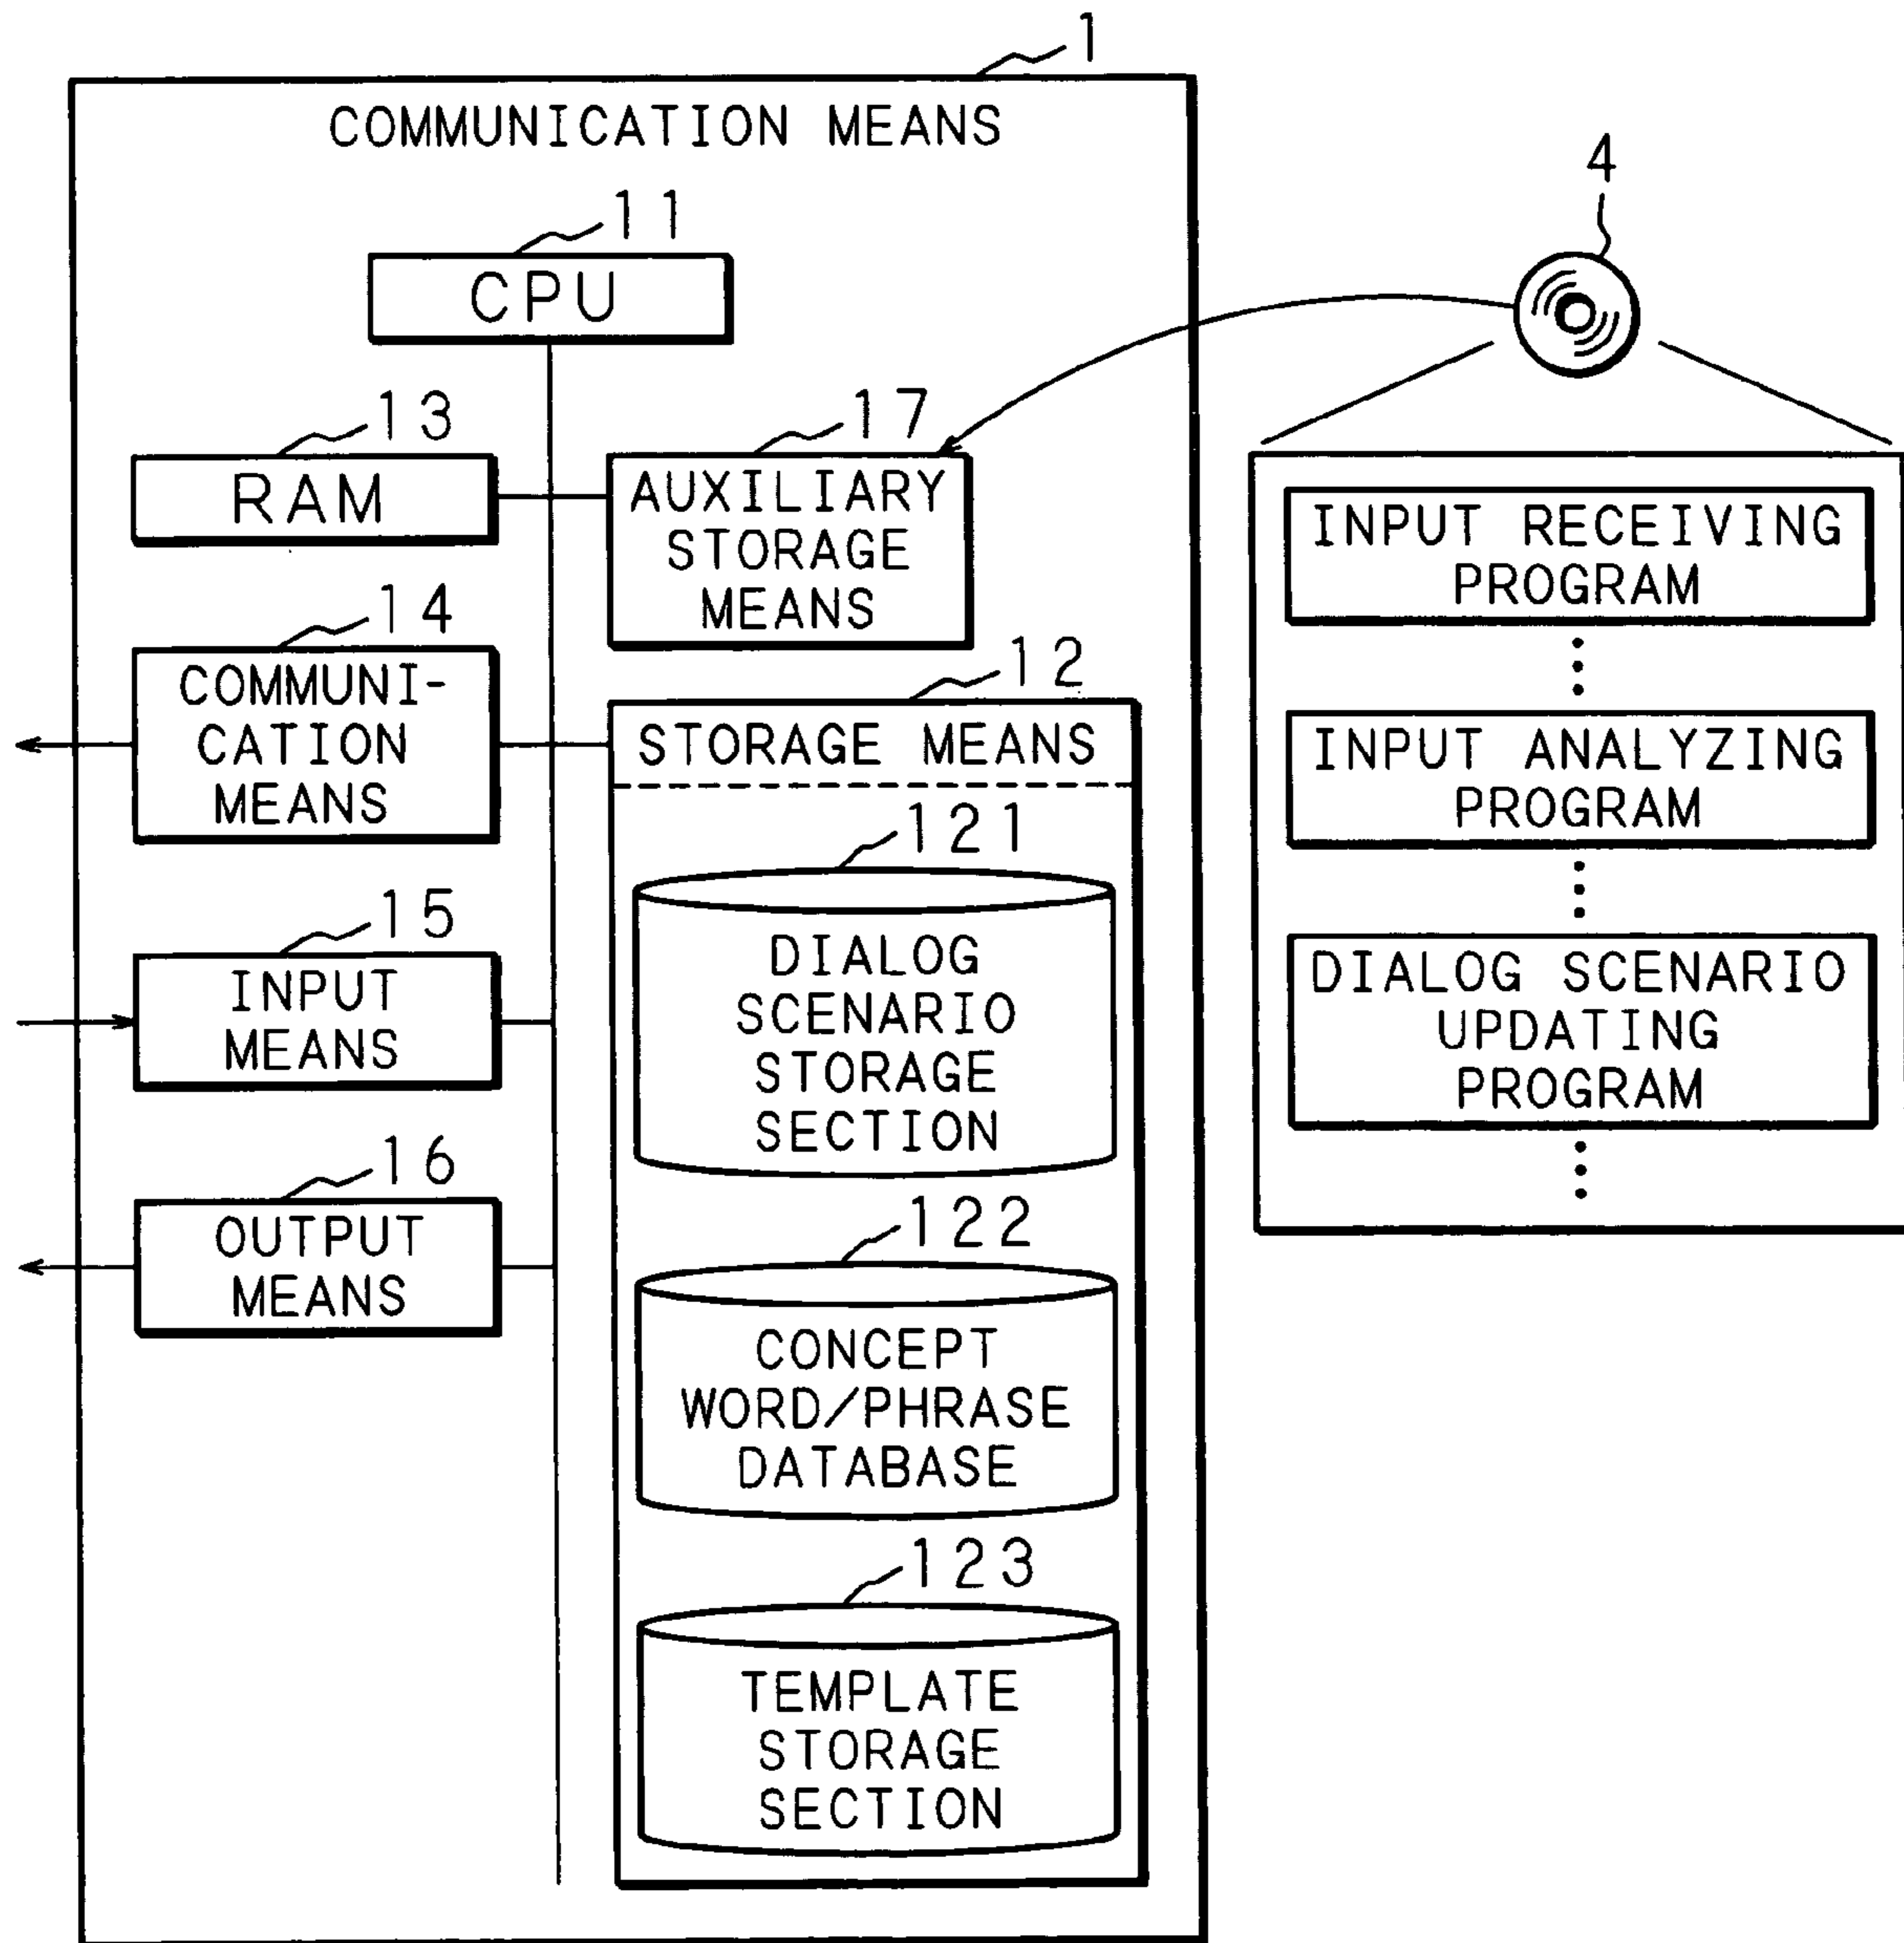 1
COMMUNICATION MEANS
11
CPU
13
RAM
17
AUXILIARY
STORAGE
MEANS
14
COMMUNI-
CATION
MEANS
12
STORAGE MEANS
121
DIALOG
SCENARIO
STORAGE
SECTION
15
INPUT
MEANS
16
OUTPUT
MEANS
122
CONCEPT
WORD/PHRASE
DATABASE
123
TEMPLATE
STORAGE
SECTION
4
INPUT RECEIVING
PROGRAM
INPUT ANALYZING
PROGRAM
DIALOG SCENARIO
UPDATING
PROGRAM